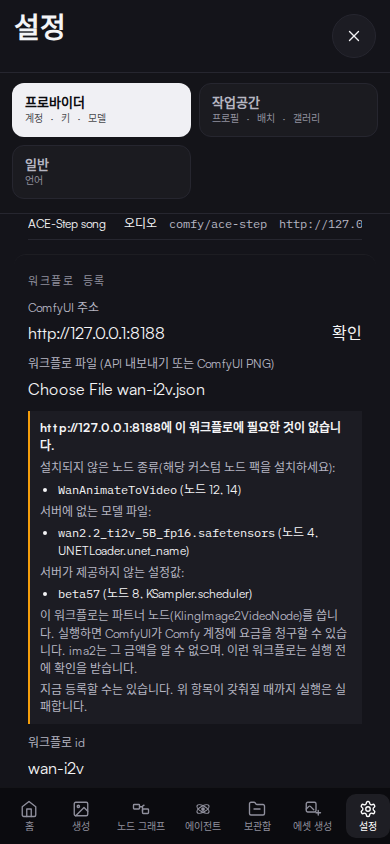 설정
프로바이더
계정 · 키 · 모델
작업공간
프로필 · 배치 · 갤러리
일반
언어
ACE-Step song 오디오 comfy/ace-step http://127.0
워크플로 등록
ComfyUI 주소
http://127.0.0.1:8188 확인
워크플로 파일 (API 내보내기 또는 ComfyUI PNG)
Choose File wan-i2v.json
http://127.0.0.1:8188에 이 워크플로에 필요한 것이 없습니
다.
설치되지 않은 노드 종류(해당 커스텀 노드 팩을 설치하세요):
• WanAnimateToVideo (노드 12, 14)
서버에 없는 모델 파일:
• wan2.2_ti2v_5B_fp16.safetensors (노드 4,
UNETLoader.unet_name)
서버가 제공하지 않는 설정값:
• beta57 (노드 8, KSampler.scheduler)
이 워크플로는 파트너 노드(KlingImage2VideoNode)를 씁니
다. 실행하면 ComfyUI가 Comfy 계정에 요금을 청구할 수 있습
니다. ima2는 그 금액을 알 수 없으며, 이런 워크플로는 실행 전
에 확인을 받습니다.
지금 등록할 수는 있습니다. 위 항목이 갖춰질 때까지 실행은 실
패합니다.
워크플로 id
wan-i2v
홈 생성 노드 그래프 에이전트 보관함 에셋 생성 설정